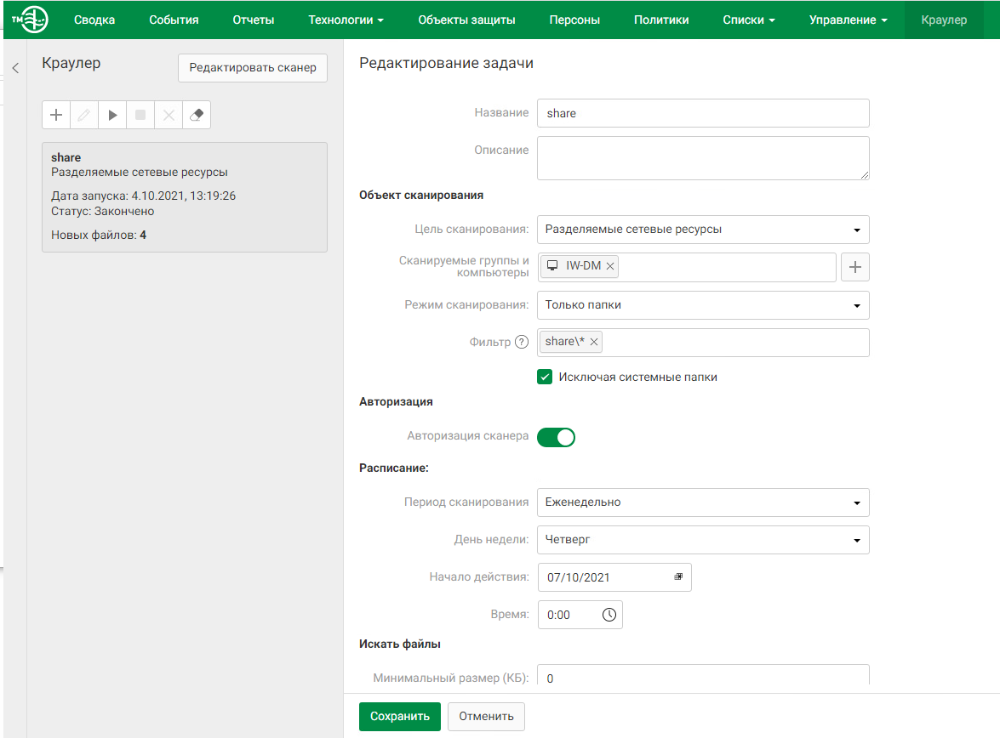 TM Сводка События Отчеты Технологии Объекты защиты Персоны Политики Списки Управление Краулер
Краулер
Редактировать сканер
share
Разделяемые сетевые ресурсы
Дата запуска: 4.10.2021, 13:19:26
Статус: Закончено
Новых файлов: 4
Редактирование задачи
Название share
Описание
Объект сканирования
Цель сканирования: Разделяемые сетевые ресурсы
Сканируемые группы и
компьютеры IW-DM
Режим сканирования: Только папки
Фильтр ? share\*
Исключая системные папки
Авторизация
Авторизация сканера
Расписание:
Период сканирования Еженедельно
День недели: Четверг
Начало действия: 07/10/2021
Время: 0:00
Искать файлы
Минимальный размер (КБ): 0
Сохранить Отменить